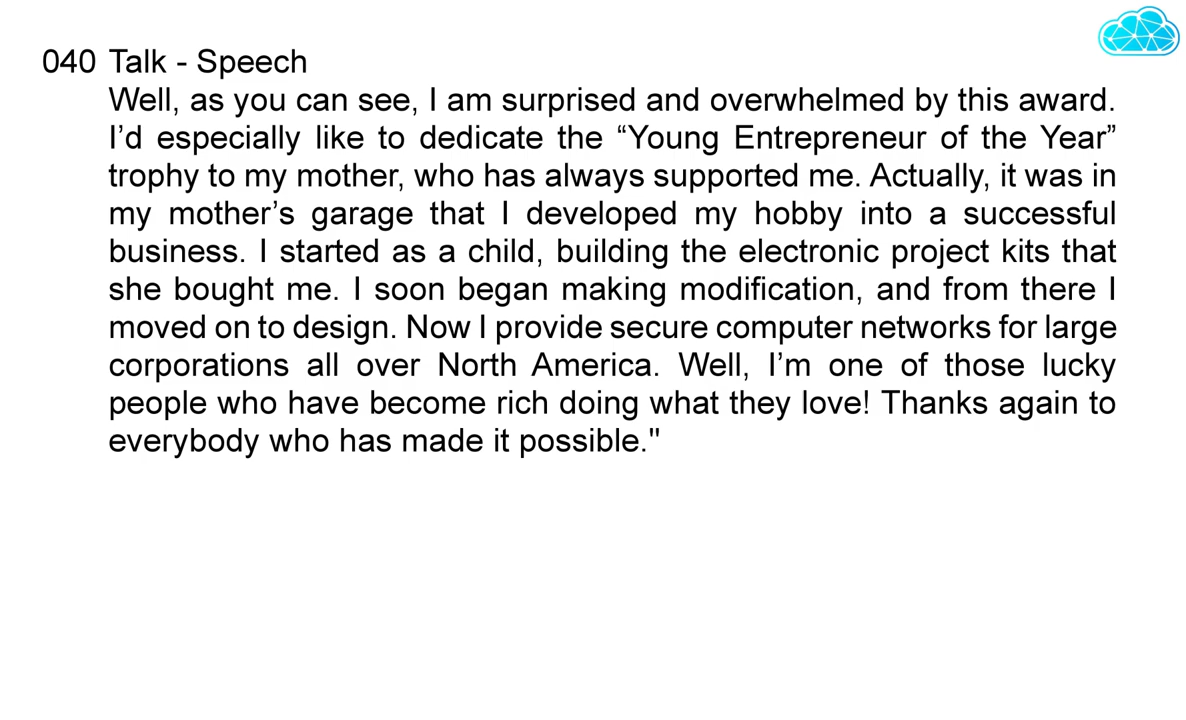 040 Talk - Speech
Well, as you can see, I am surprised and overwhelmed by this award.
I’d especially like to dedicate the “Young Entrepreneur of the Year”
trophy to my mother, who has always supported me. Actually, it was in
my mother’s garage that I developed my hobby into a successful
business. I started as a child, building the electronic project kits that
she bought me. I soon began making modification, and from there I
moved on to design. Now I provide secure computer networks for large
corporations all over North America. Well, I’m one of those lucky
people who have become rich doing what they love! Thanks again to
everybody who has made it possible."